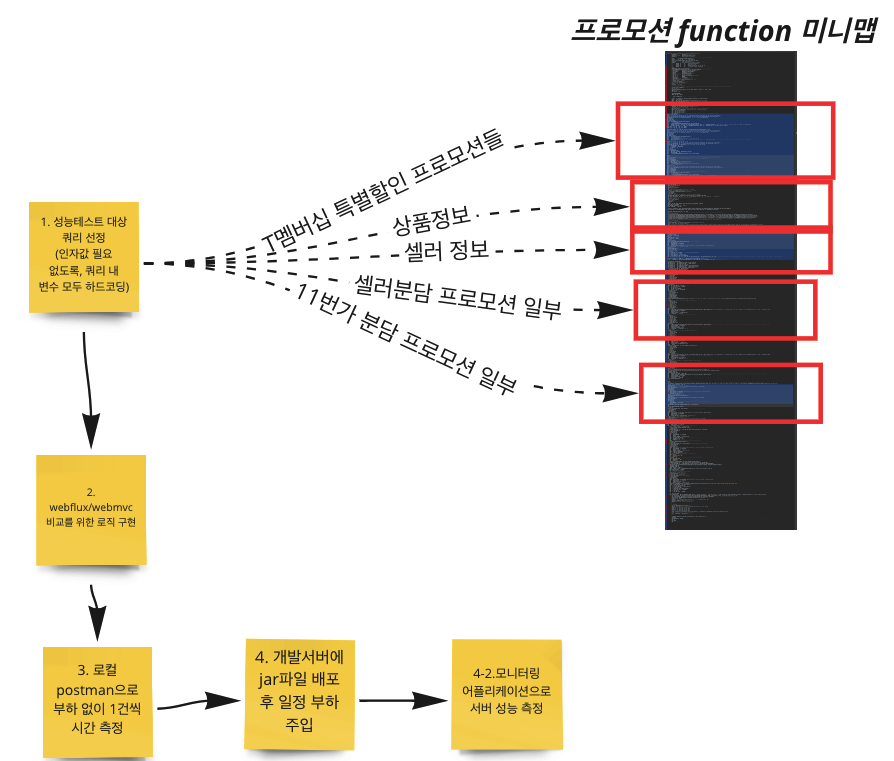 프로모션 function 미니맵
T멤버십 특별할인 프로모션들
상품정보
셀러 정보
셀러분담 프로모션 일부
11번가 분담 프로모션 일부
1. 성능테스트 대상
쿼리 선정
(인자값 필요
없도록, 쿼리 내
변수 모두 하드코딩)
2.
webflux/webmvc
비교를 위한 로직 구현
3. 로컬
postman으로
부하 없이 1건씩
시간 측정
4. 개발서버에
jar파일 배포
후 일정 부하
주입
4-2.모니터링
어플리케이션으로
서버 성능 측정